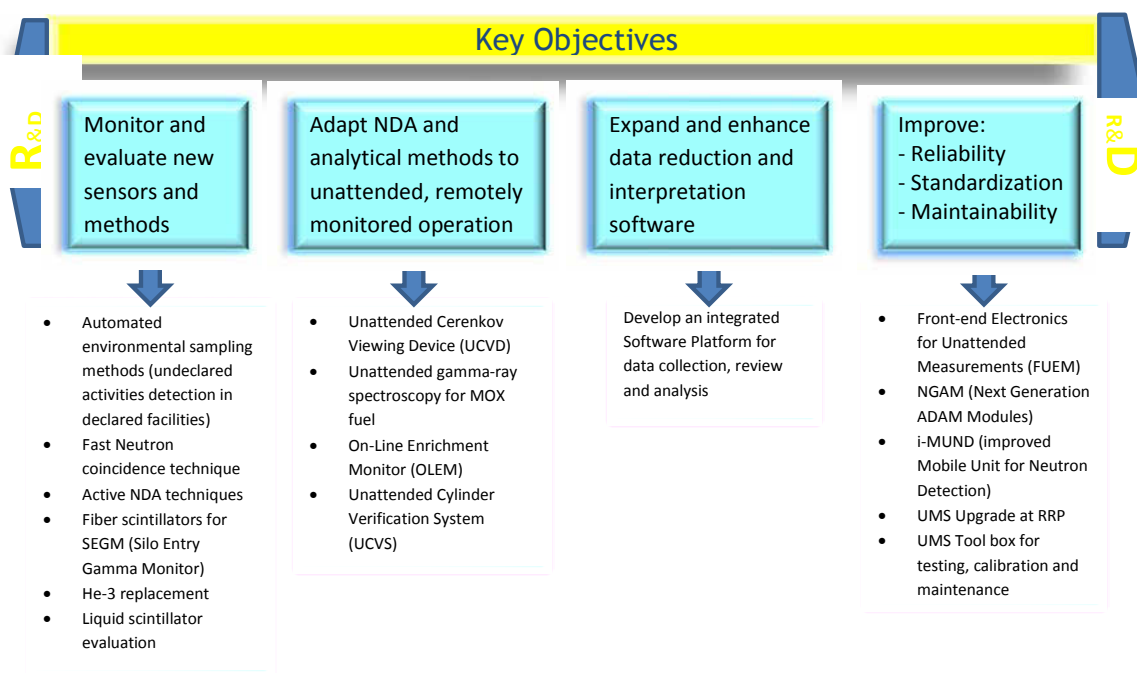 Key Objectives
R&D
Monitor and
evaluate new
sensors and
methods
Adapt NDA and
analytical methods to
unattended, remotely
monitored operation
Expand and enhance
data reduction and
interpretation
software
Improve:
- Reliability
- Standardization
- Maintainability
R&D
• Automated
environmental sampling
methods (undeclared
activities detection in
declared facilities)
• Fast Neutron
coincidence technique
• Active NDA techniques
• Fiber scintillators for
SEGM (Silo Entry
Gamma Monitor)
• He-3 replacement
• Liquid scintillator
evaluation
• Unattended Cerenkov
Viewing Device (UCVD)
• Unattended gamma-ray
spectroscopy for MOX
fuel
• On-Line Enrichment
Monitor (OLEM)
• Unattended Cylinder
Verification System
(UCVS)
Develop an integrated
Software Platform for
data collection, review
and analysis
• Front-end Electronics
for Unattended
Measurements (FUEM)
• NGAM (Next Generation
ADAM Modules)
• i-MUND (improved
Mobile Unit for Neutron
Detection)
• UMS Upgrade at RRP
• UMS Tool box for
testing, calibration and
maintenance